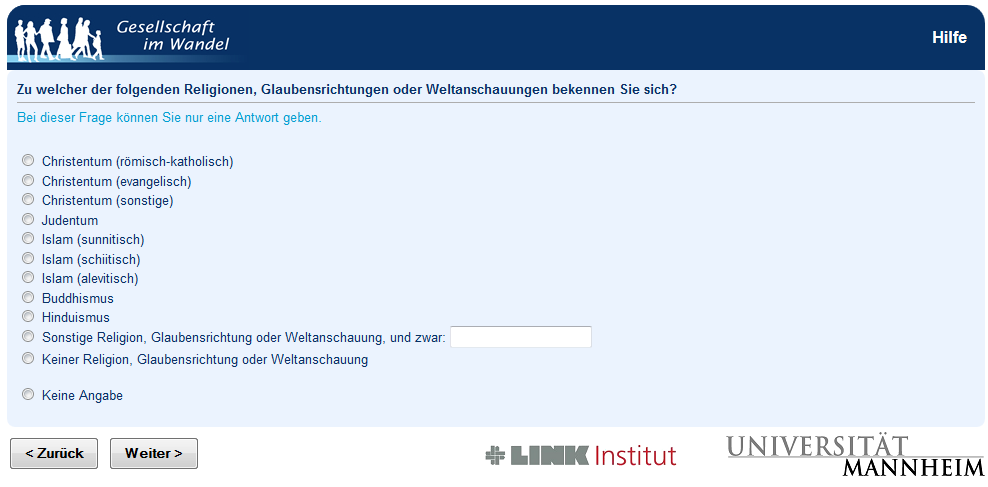 Gesellschaft
im Wandel
Hilfe
Zu welcher der folgenden Religionen, Glaubensrichtungen oder Weltanschauungen bekennen Sie sich?
Bei dieser Frage können Sie nur eine Antwort geben.
Christentum (römisch-katholisch)
Christentum (evangelisch)
Christentum (sonstige)
Judentum
Islam (sunnitisch)
Islam (schiitisch)
Islam (alevitisch)
Buddhismus
Hinduismus
Sonstige Religion, Glaubensrichtung oder Weltanschauung, und zwar:
Keiner Religion, Glaubensrichtung oder Weltanschauung
Keine Angabe
< Zurück
Weiter >
LINK Institut
UNIVERSITÄT
MANNHEIM